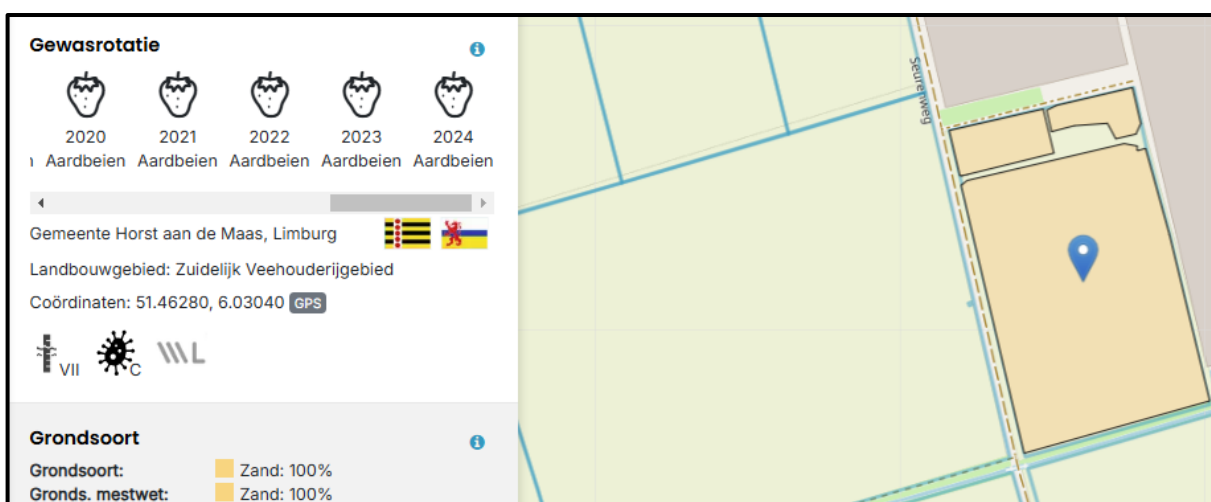 Gewasrotatie
2020 2021 2022 2023 2024
Aardbeien Aardbeien Aardbeien Aardbeien Aardbeien
Gemeente Horst aan de Maas, Limburg
Landbouwgebied: Zuidelijk Veehouderijgebied
Coördinaten: 51.46280, 6.03040 GPS
VII C L
Grondsoort
Grondsoort: Zand: 100%
Gronds. mestwet: Zand: 100%
Seurenweg